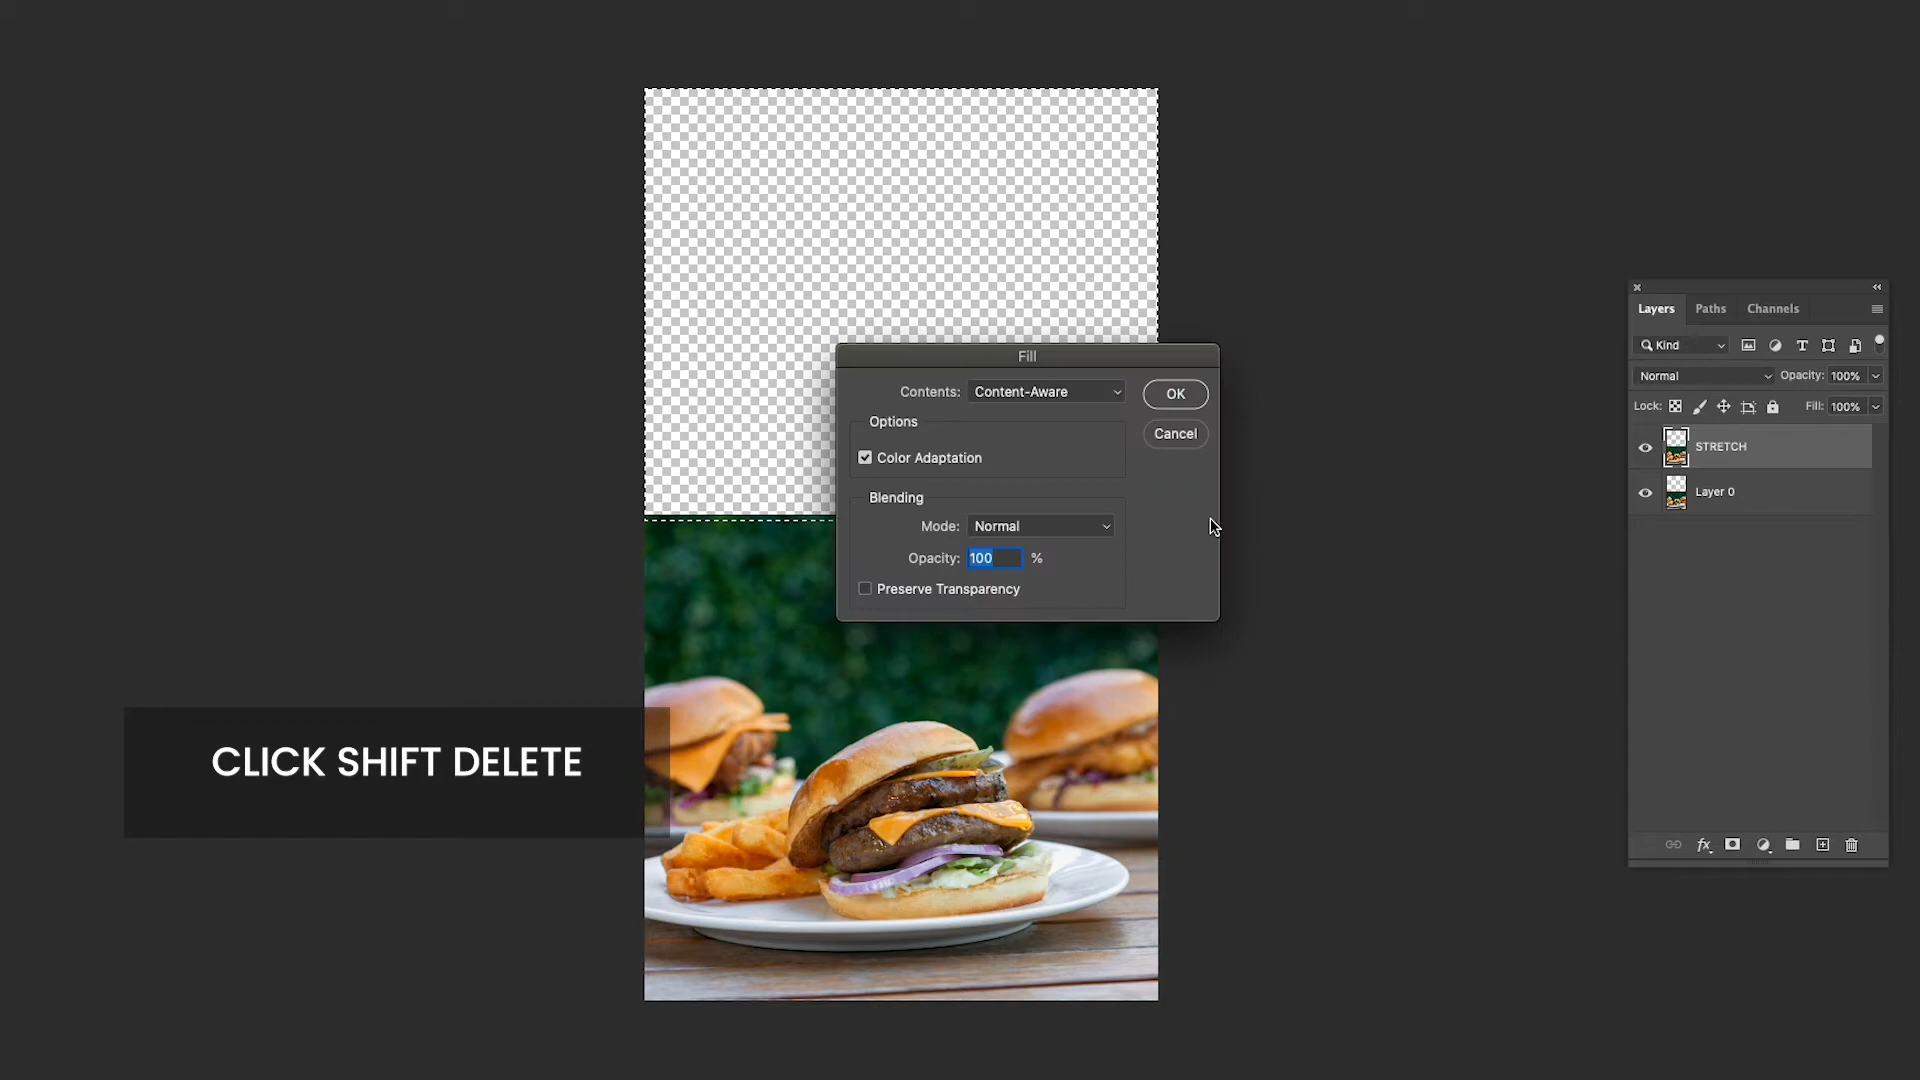 Fill
Contents: Content-Aware
OK
Options
Cancel
Color Adaptation
Blending
Mode: Normal
Opacity: 100 %
Preserve Transparency
CLICK SHIFT DELETE
Layers Paths Channels
Kind
Normal Opacity: 100%
Lock: Fill: 100%
STRETCH
Layer 0
fx